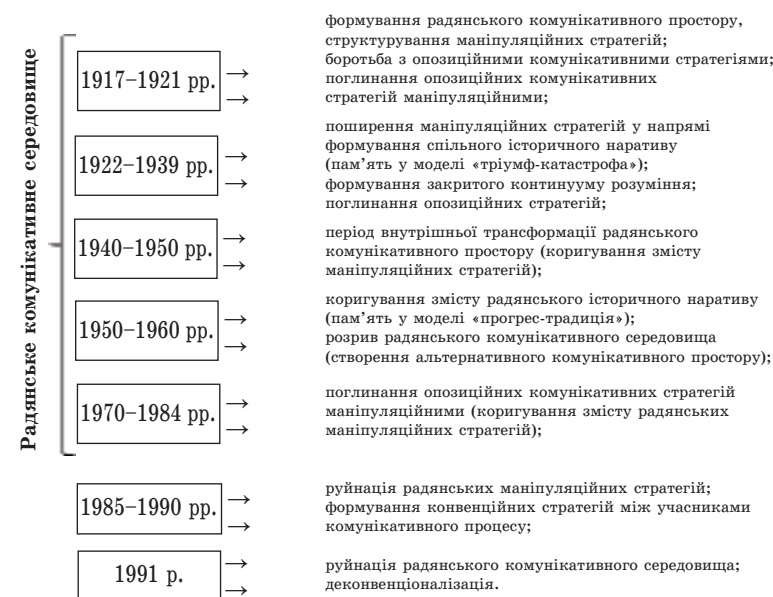 Радянське комунікативне середовище
1917–1921 рр. → →
формування радянського комунікативного простору,
структурування маніпуляційних стратегій;
боротьба з опозиційними комунікативними стратегіями;
поглинання опозиційних комунікативних
стратегій маніпуляційними;
1922–1939 рр. → →
поширення маніпуляційних стратегій у напрямі
формування спільного історичного наративу
(пам’ять у моделі «тріумф-катастрофа»);
формування закритого континууму розуміння;
поглинання опозиційних стратегій;
1940–1950 рр. → →
період внутрішньої трансформації радянського
комунікативного простору (коригування змісту
маніпуляційних стратегій);
1950–1960 рр. → →
коригування змісту радянського історичного наративу
(пам’ять у моделі «прогрес-традиція»);
розрив радянського комунікативного середовища
(створення альтернативного комунікативного простору);
1970–1984 рр. → →
поглинання опозиційних комунікативних стратегій
маніпуляційними (коригування змісту радянських
маніпуляційних стратегій);
1985–1990 рр. → →
руйнація радянських маніпуляційних стратегій;
формування конвенційних стратегій між учасниками
комунікативного процесу;
1991 р. → →
руйнація радянського комунікативного середовища;
деконвенціоналізація.